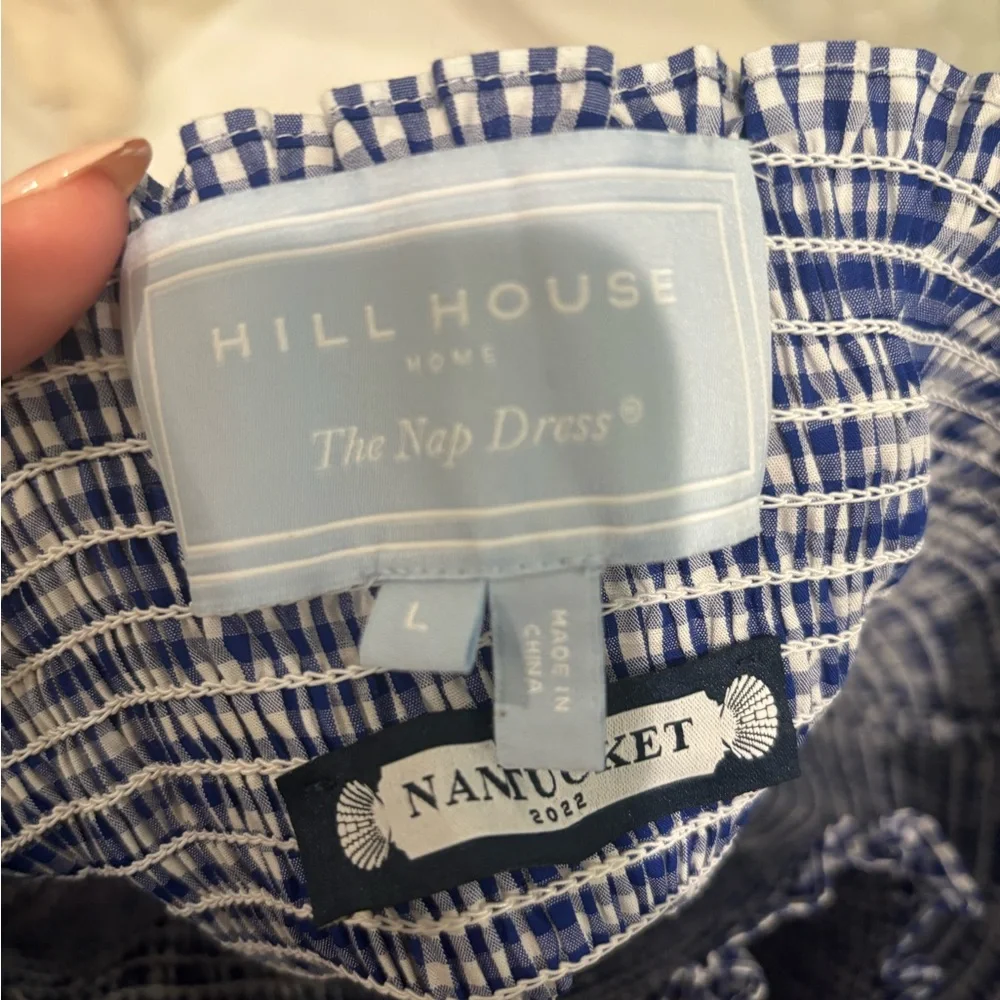 HILL HOUSE
HOME
The Nap Dress®
L
MADE IN
CHINA
NANTUCKET
2022